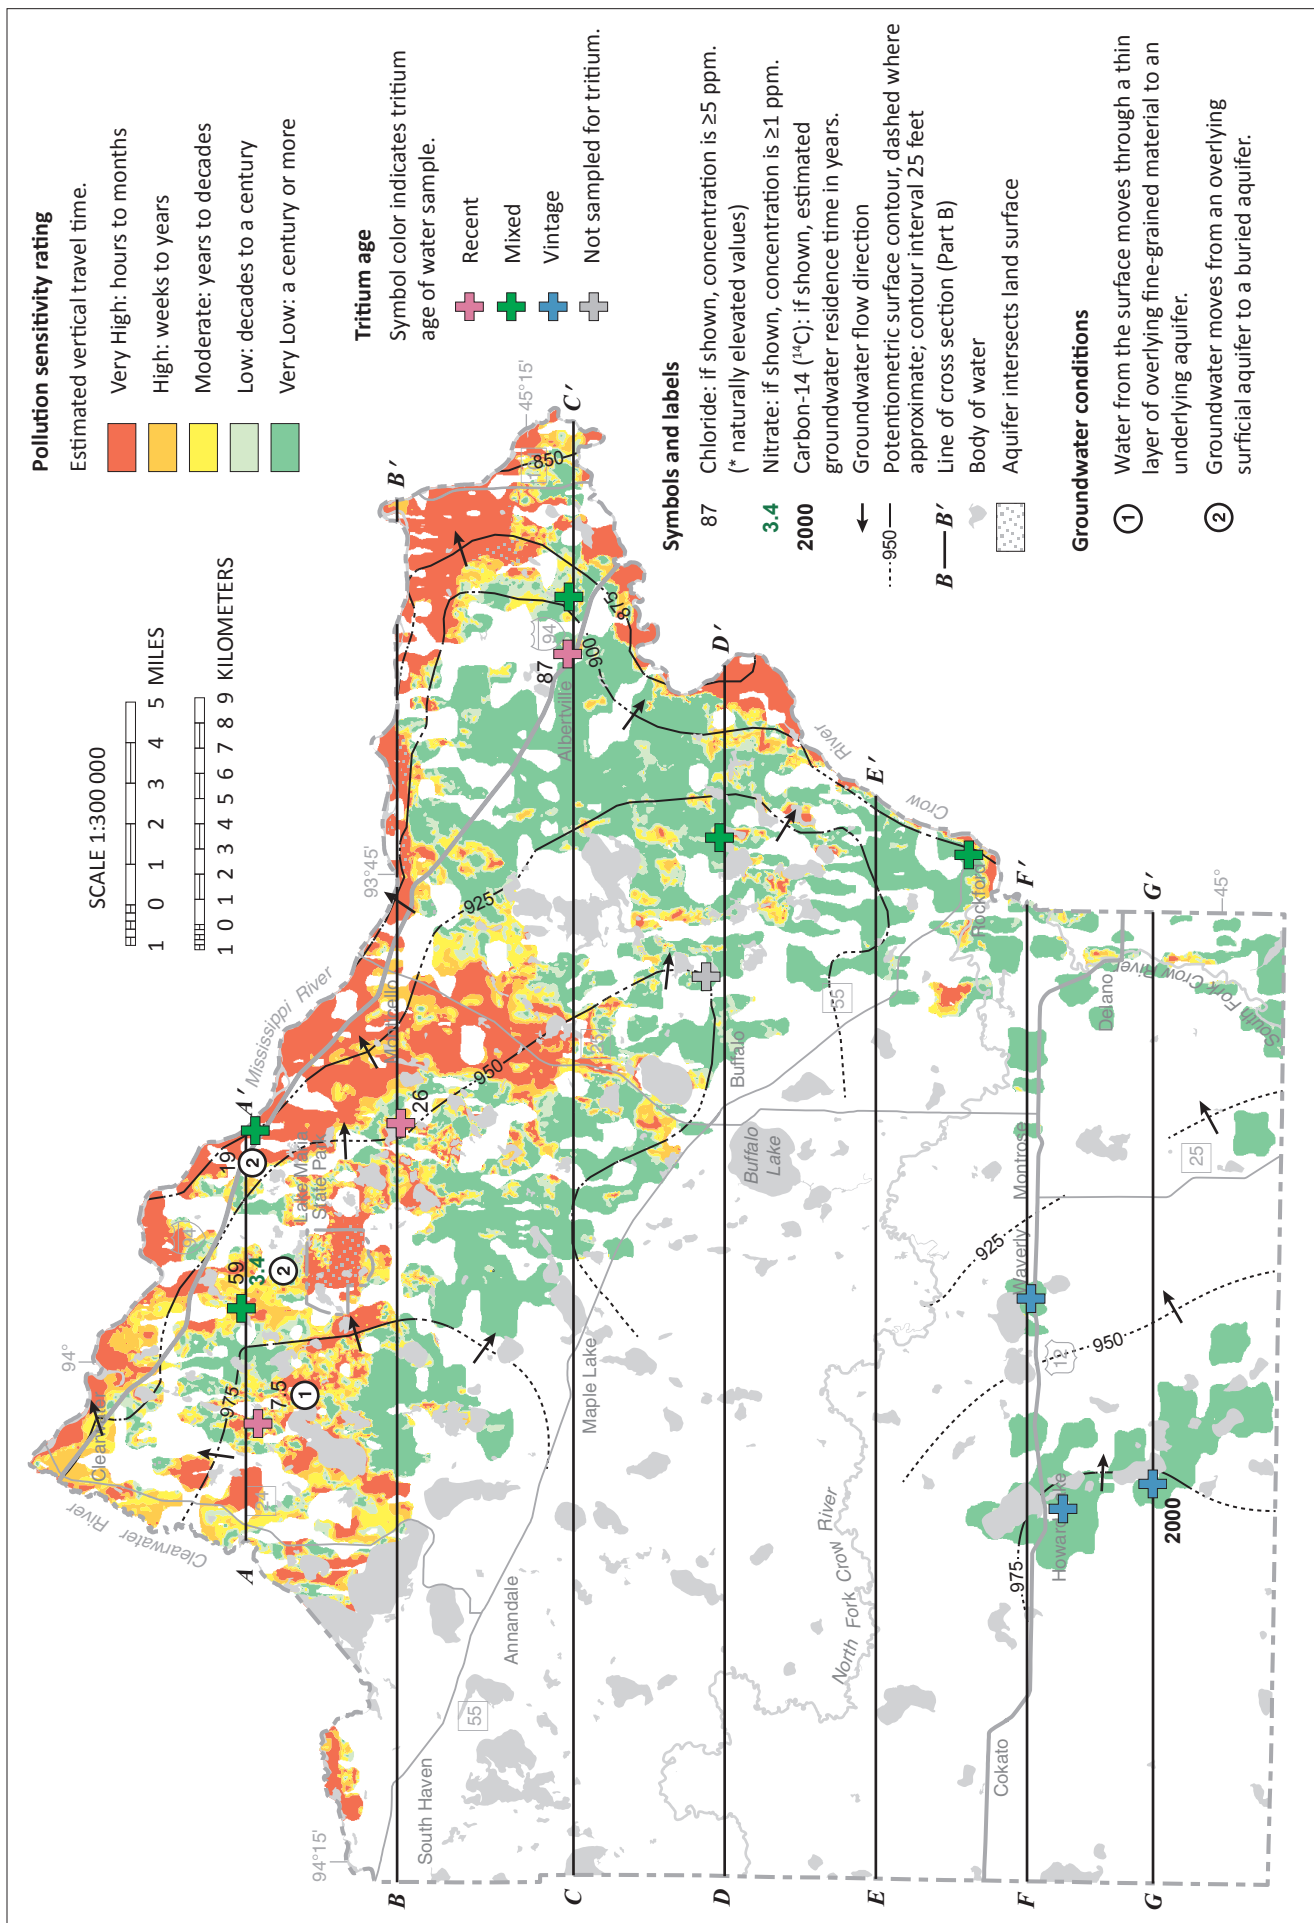 Pollution sensitivity rating
Estimated vertical travel time.
Very High: hours to months
High: weeks to years
Moderate: years to decades
Low: decades to a century
Very Low: a century or more
Tritium age
Symbol color indicates tritium
age of water sample.
Recent
Mixed
Vintage
Not sampled for tritium.
Symbols and labels
87 Chloride: if shown, concentration is ≥5 ppm.
(* naturally elevated values)
3.4 Nitrate: if shown, concentration is ≥1 ppm.
2000 Carbon-14 (¹⁴C): if shown, estimated
groundwater residence time in years.
Groundwater flow direction
950 Potentiometric surface contour, dashed where
approximate; contour interval 25 feet
B B′ Line of cross section (Part B)
Body of water
Aquifer intersects land surface
Groundwater conditions
1 Water from the surface moves through a thin
layer of overlying fine-grained material to an
underlying aquifer.
2 Groundwater moves from an overlying
surficial aquifer to a buried aquifer.
SCALE 1:300 000
1 0 1 2 3 4 5 MILES
1 0 1 2 3 4 5 6 7 8 9 KILOMETERS
94°15'
94°
93°45'
45°15'
45°
Clearwater River
Mississippi River
Crow River
North Fork Crow River
South Fork Crow River
A A′
B B′
C C′
D D′
E E′
F F′
G G′
24
94
Lake Maria
State Park
Monticello
Albertville
94
South Haven
55
Annandale
Maple Lake
25
Buffalo
Buffalo
Lake
55
Rockford
Cokato
Howard Lake
12
Waverly
Montrose
Delano
25
975
7.5
1
59
3.4
2
19
2
26
950
925
87
900
875
850
975
950
925
2000